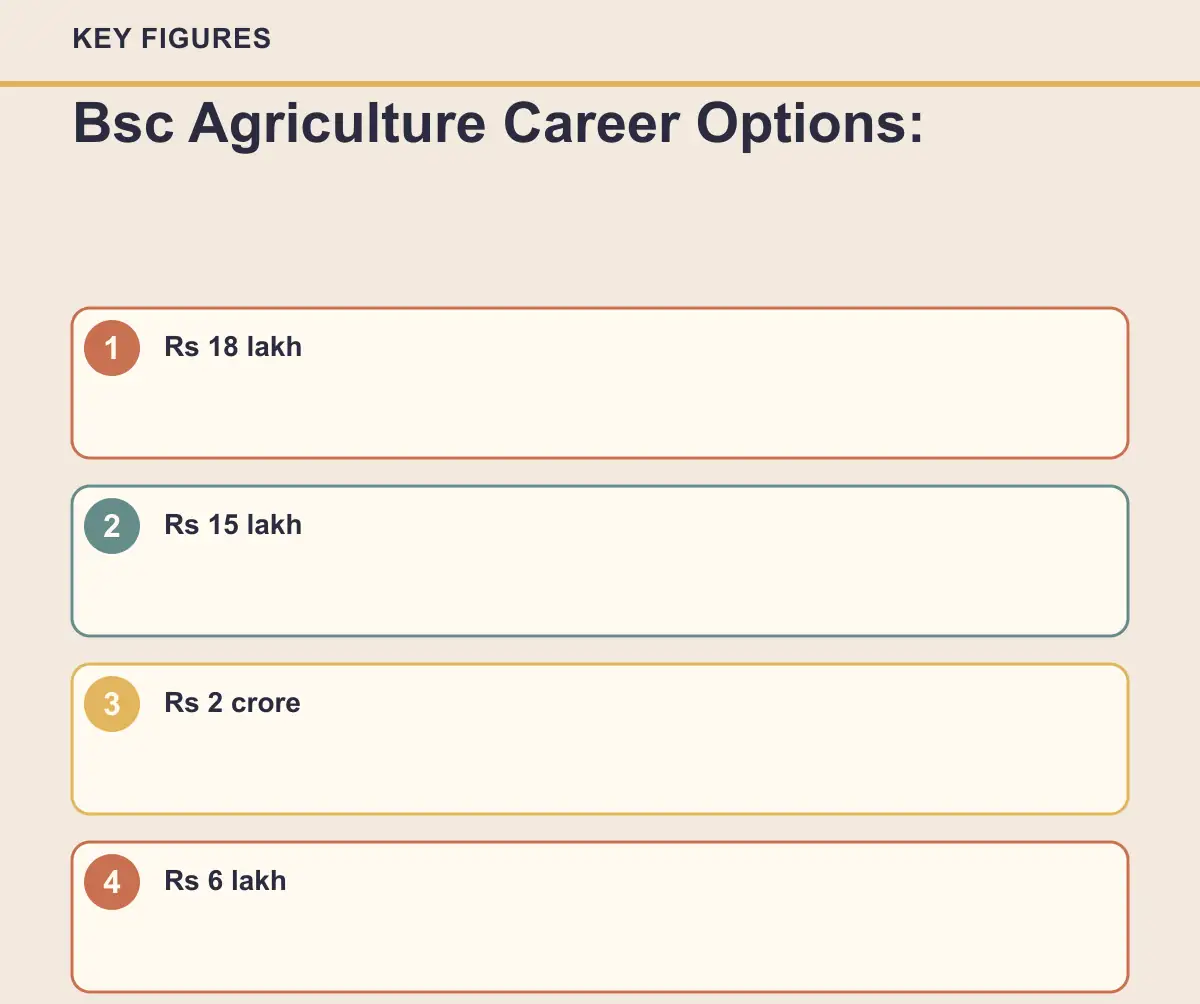 KEY FIGURES
Bsc Agriculture Career Options:
1 Rs 18 lakh
2 Rs 15 lakh
3 Rs 2 crore
4 Rs 6 lakh